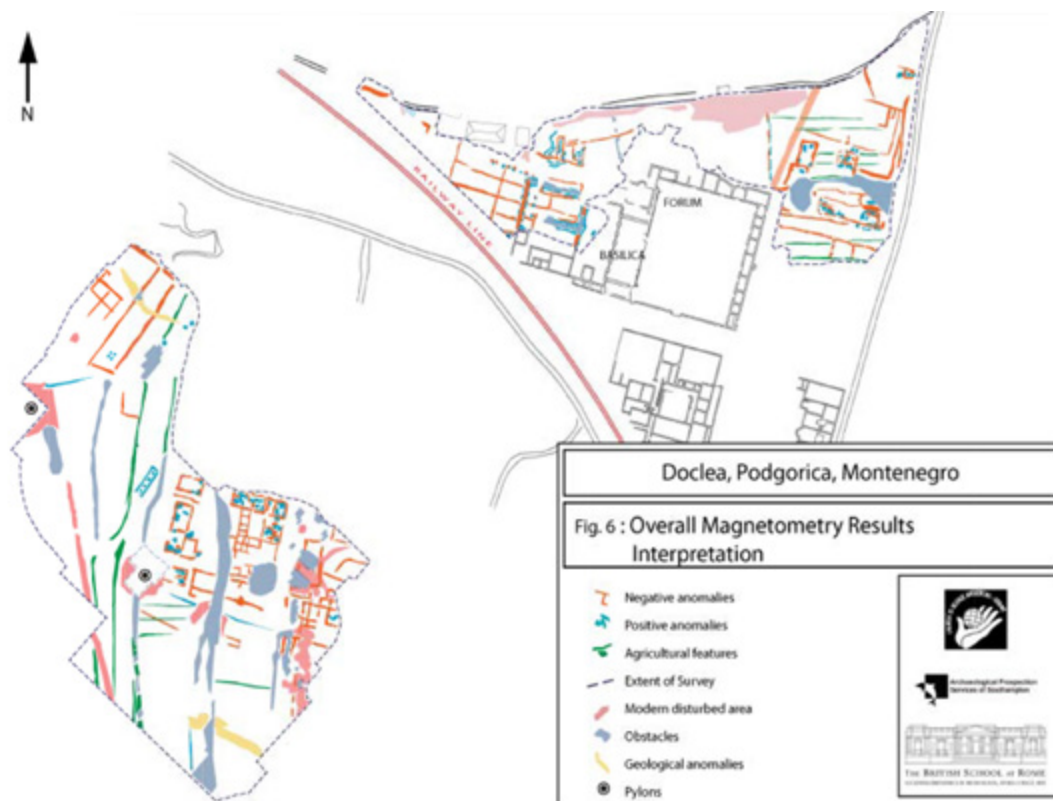 N
RAILWAY LINE
FORUM
BASILICA
Doclea, Podgorica, Montenegro
Fig. 6 : Overall Magnetometry Results
Interpretation
Negative anomalies
Positive anomalies
Agricultural features
Extent of Survey
Modern disturbed area
Obstacles
Geological anomalies
Pylons
Archaeological Prospection
Services of Southampton
THE BRITISH SCHOOL AT ROME